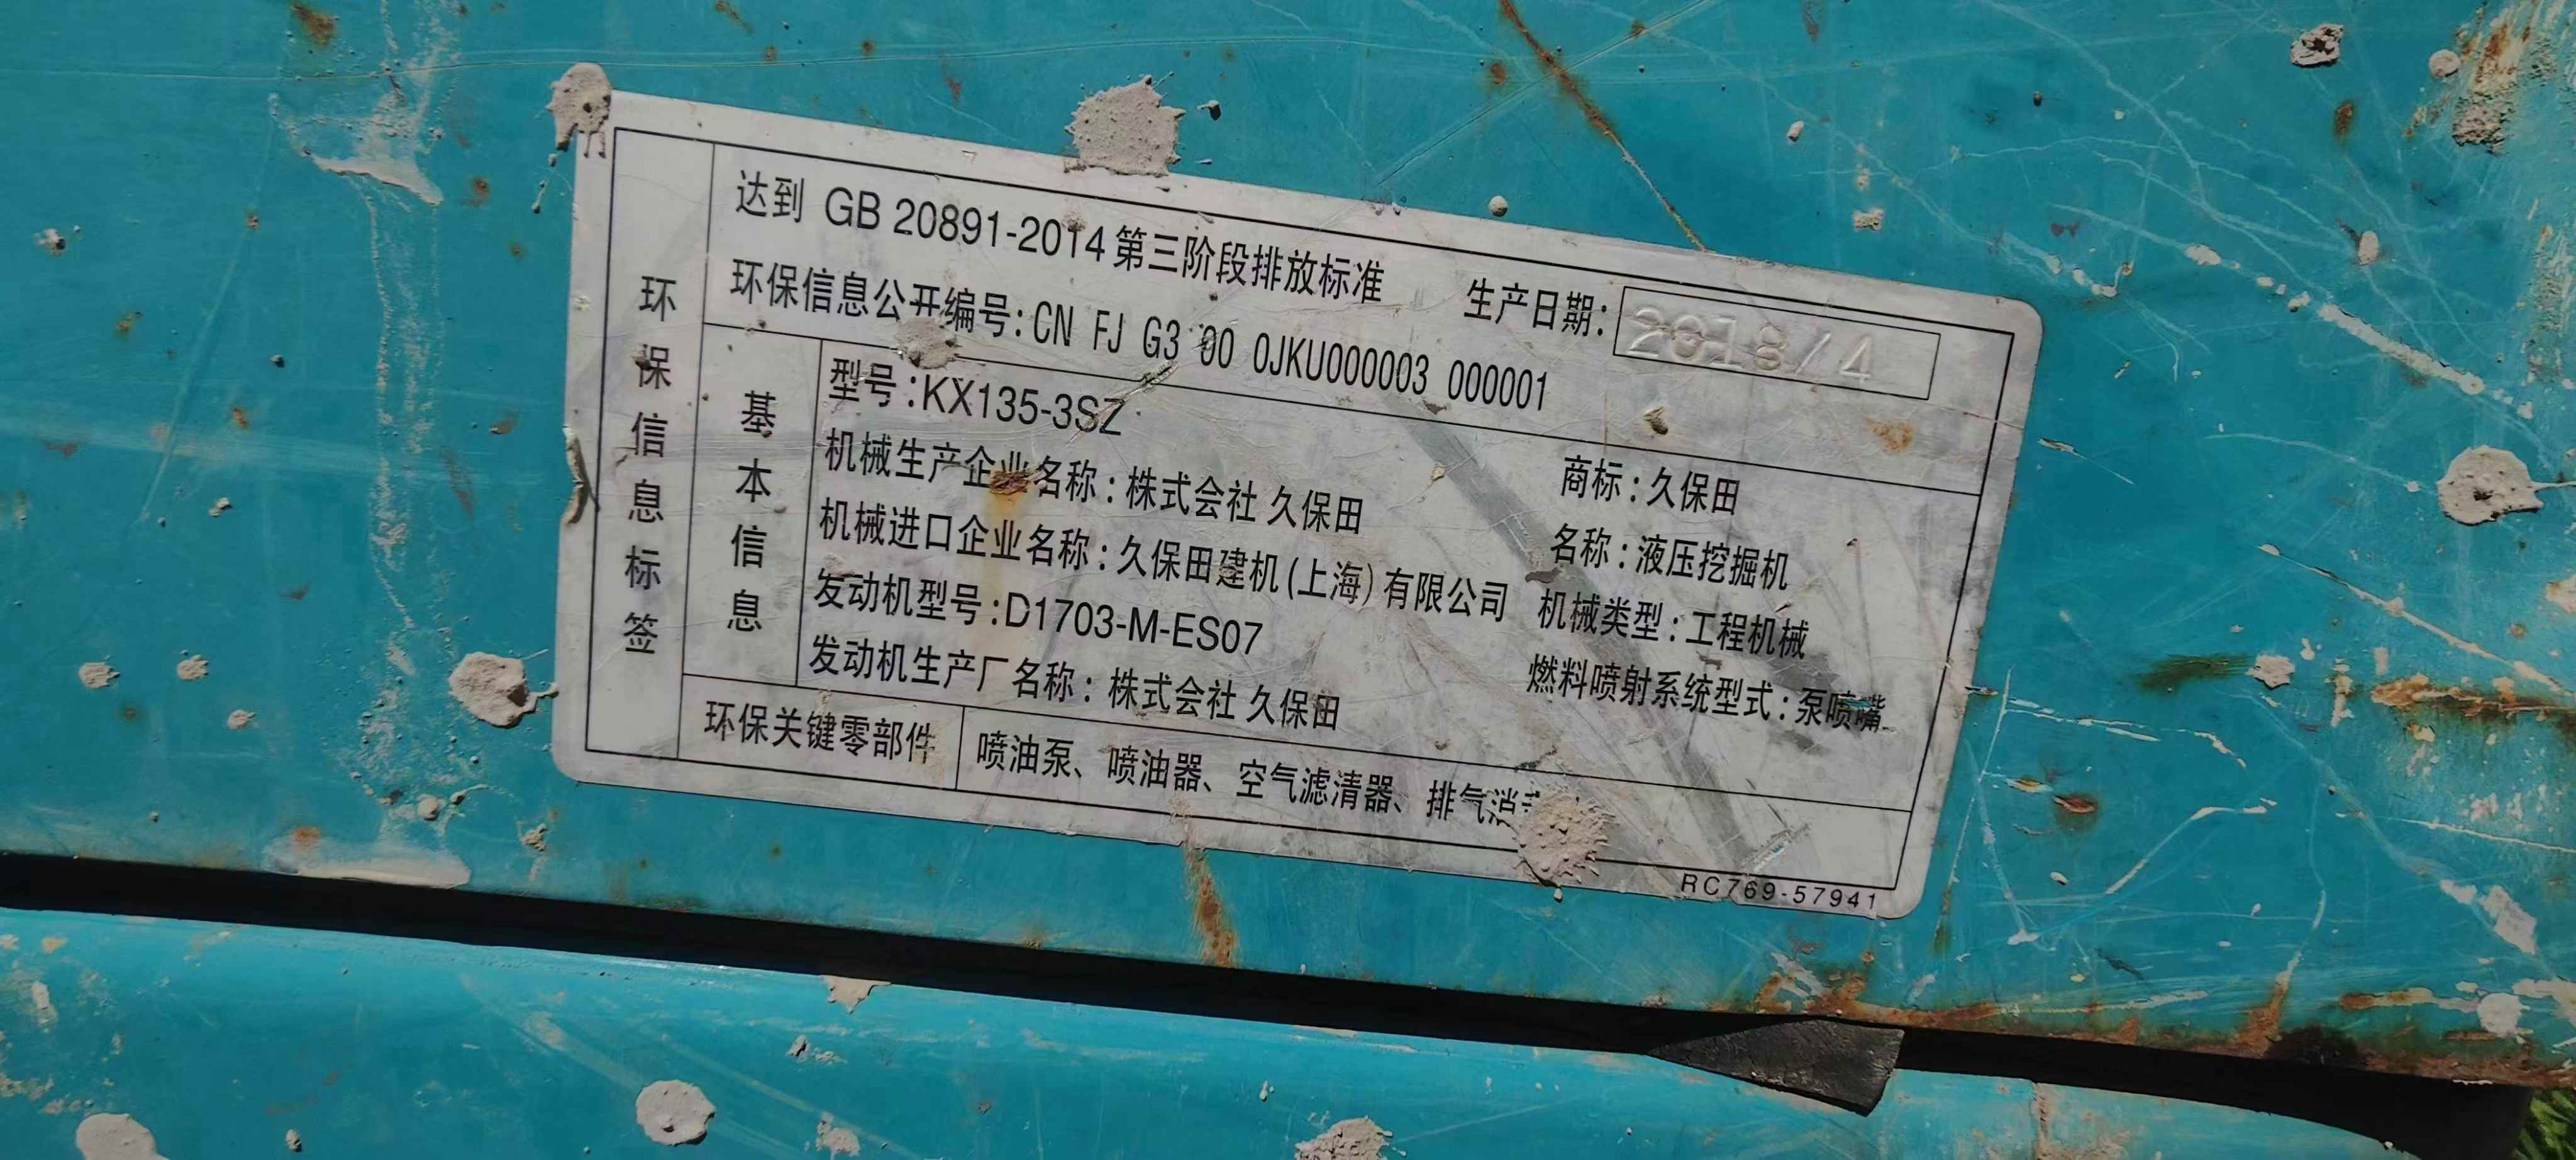 环保信息标签
达到 GB 20891-2014第三阶段排放标准
生产日期: 2018/4
环保信息公开编号: CN FJ G3 00 0JKU000003 000001
基本信息
型号:KX135-3SZ
商标:久保田
机械生产企业名称:株式会社 久保田
名称:液压挖掘机
机械进口企业名称:久保田建机(上海)有限公司
机械类型:工程机械
发动机型号:D1703-M-ES07
燃料喷射系统型式:泵喷嘴
发动机生产厂名称:株式会社 久保田
环保关键零部件
喷油泵、喷油器、空气滤清器、排气消
RC769-57941